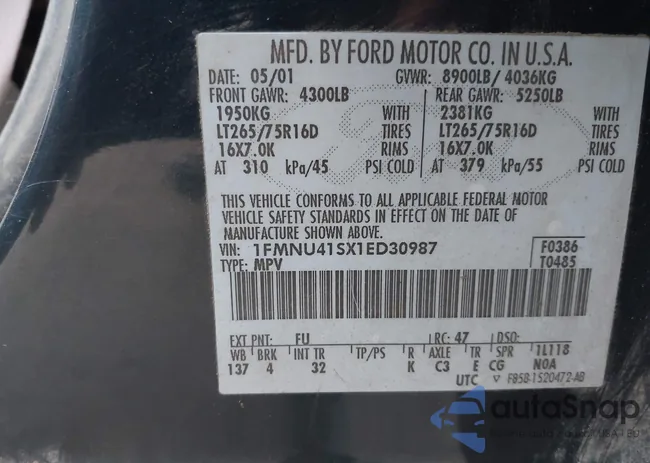 MFD. BY FORD MOTOR CO. IN U.S.A.
DATE: 05/01 GVWR: 8900LB/ 4036KG
FRONT GAWR: 4300LB REAR GAWR: 5250LB
1950KG WITH 2381KG WITH
LT265/75R16D TIRES LT265/75R16D TIRES
16X7.0K RIMS 16X7.0K RIMS
AT 310 kPa/45 PSI COLD AT 379 kPa/55 PSI COLD
THIS VEHICLE CONFORMS TO ALL APPLICABLE FEDERAL MOTOR
VEHICLE SAFETY STANDARDS IN EFFECT ON THE DATE OF
MANUFACTURE SHOWN ABOVE.
VIN: 1FMNU41SX1ED30987 F0386
TYPE: MPV T0485
EXT PNT: FU RC: 47 DSO:
WB BRK INT TR TP/PS R AXLE TR SPR 1L118
137 4 32 K C3 E CG NOA
UTC F85B-1520472-AB
autoSnap